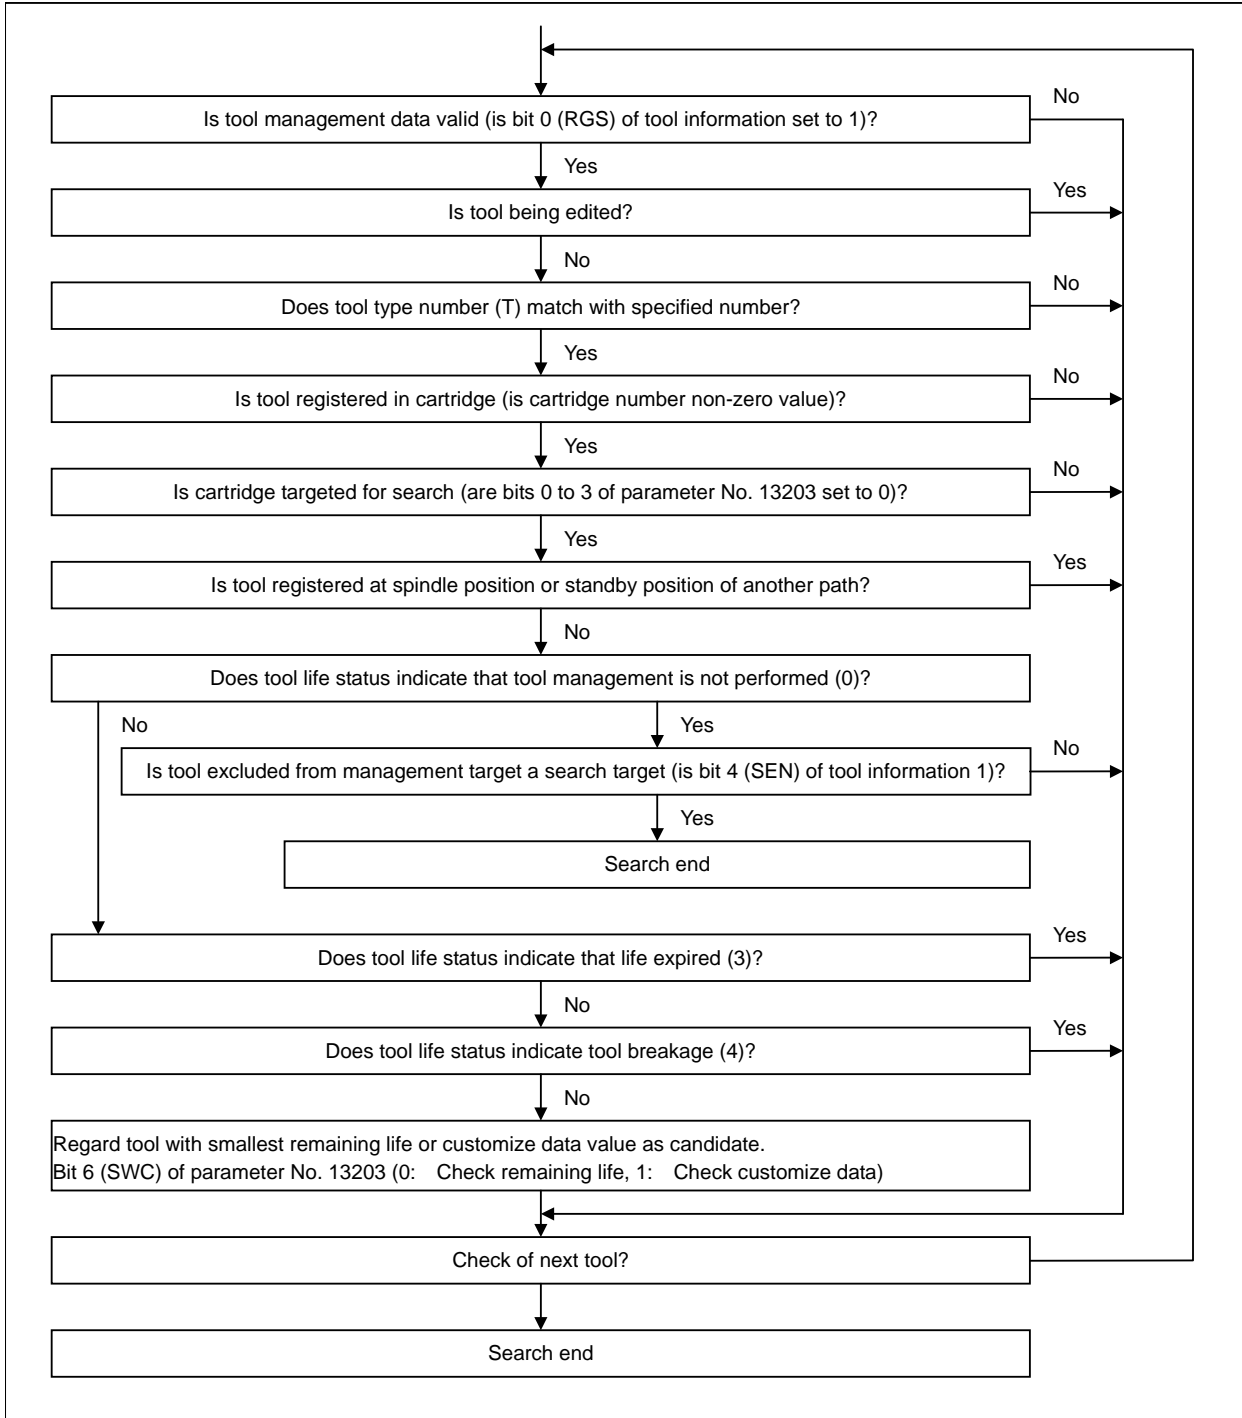 No
Is tool management data valid (is bit 0 (RGS) of tool information set to 1)?
Yes
Yes
Is tool being edited?
No
No
Does tool type number (T) match with specified number?
Yes
No
Is tool registered in cartridge (is cartridge number non-zero value)?
Yes
No
Is cartridge targeted for search (are bits 0 to 3 of parameter No. 13203 set to 0)?
Yes
Yes
Is tool registered at spindle position or standby position of another path?
No
Does tool life status indicate that tool management is not performed (0)?
No
Yes
No
Is tool excluded from management target a search target (is bit 4 (SEN) of tool information 1)?
Yes
Search end
Yes
Does tool life status indicate that life expired (3)?
No
Yes
Does tool life status indicate tool breakage (4)?
No
Regard tool with smallest remaining life or customize data value as candidate.
Bit 6 (SWC) of parameter No. 13203 (0: Check remaining life, 1: Check customize data)
Check of next tool?
Search end